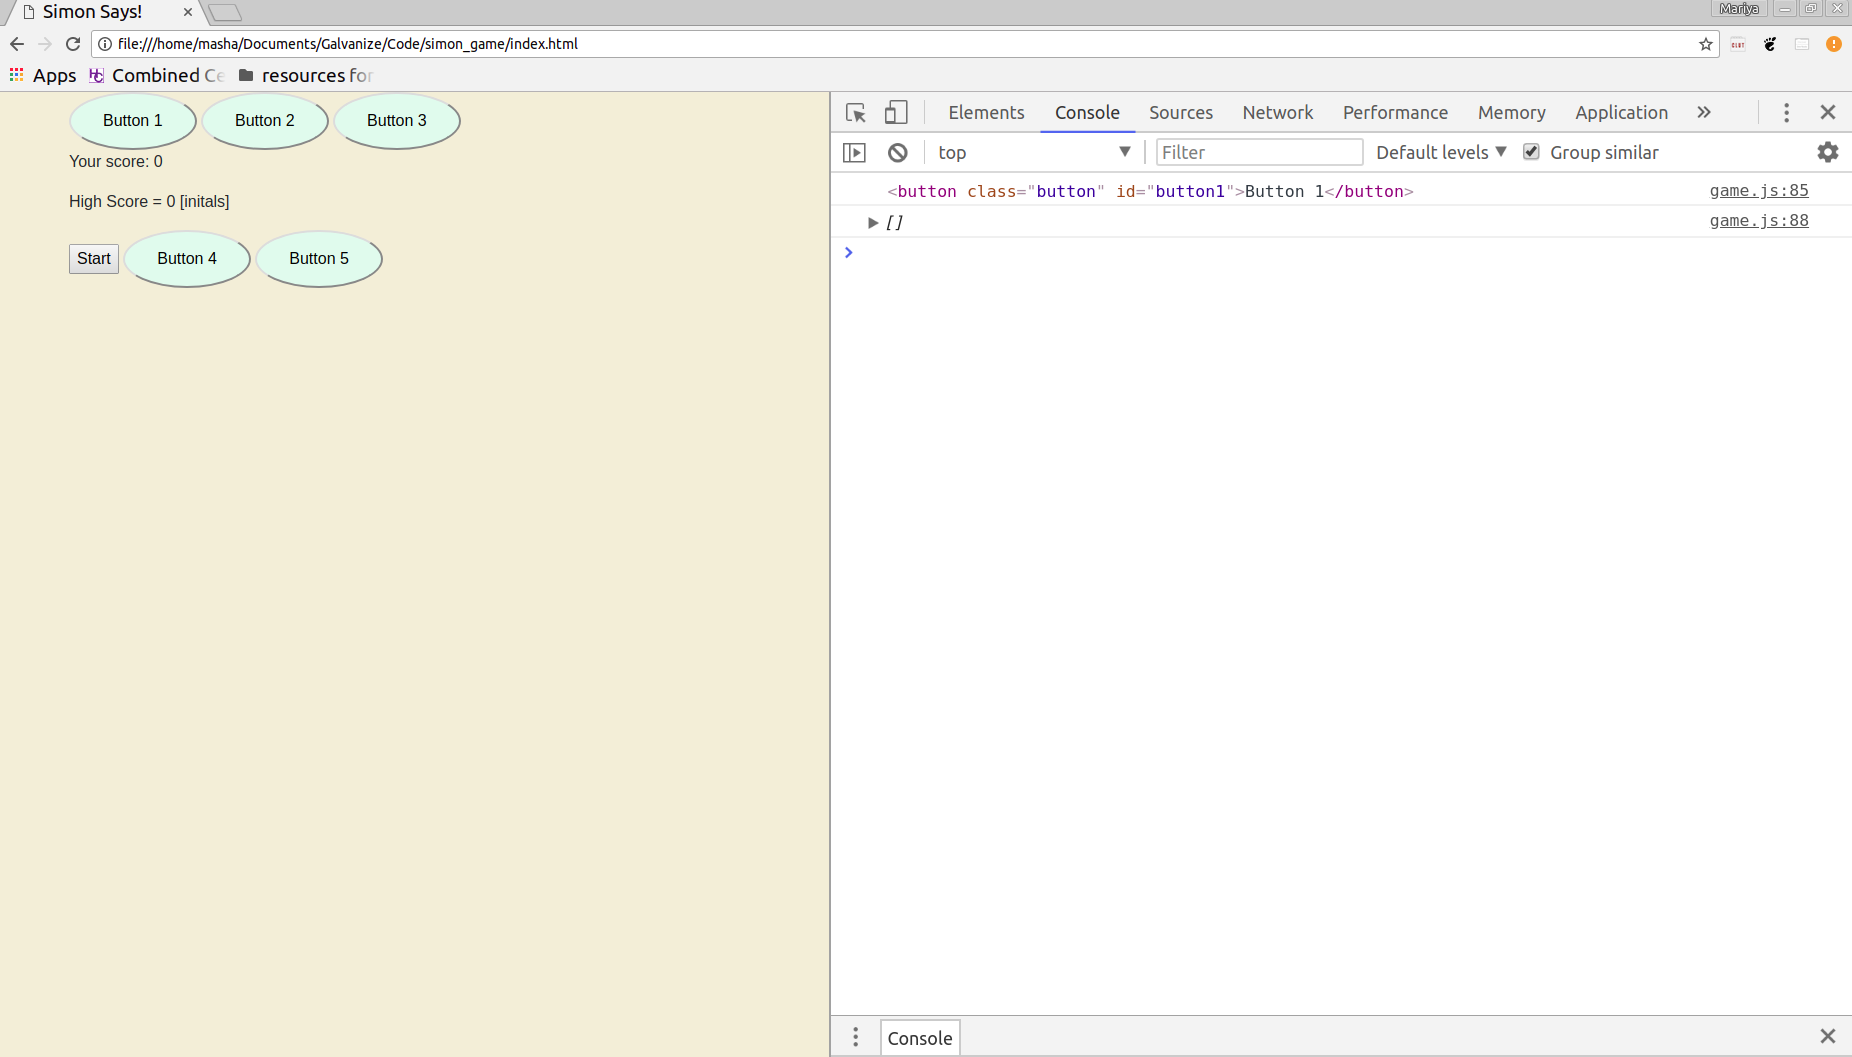 Simon Says!
Mariya
file:///home/masha/Documents/Galvanize/Code/simon_game/index.html
Apps Combined Ce resources for
Button 1 Button 2 Button 3
Your score: 0
High Score = 0 [initals]
Start Button 4 Button 5
Elements Console Sources Network Performance Memory Application
top Filter Default levels Group similar
<button class="button" id="button1">Button 1</button> game.js:85
[] game.js:88
Console